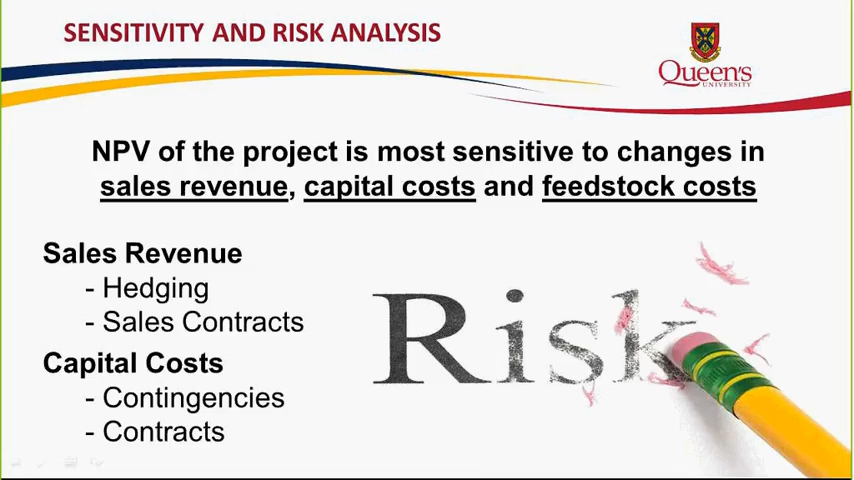 SENSITIVITY AND RISK ANALYSIS
Queen's
UNIVERSITY
NPV of the project is most sensitive to changes in
sales revenue, capital costs and feedstock costs
Sales Revenue
- Hedging
- Sales Contracts
Capital Costs
- Contingencies
- Contracts
Risk